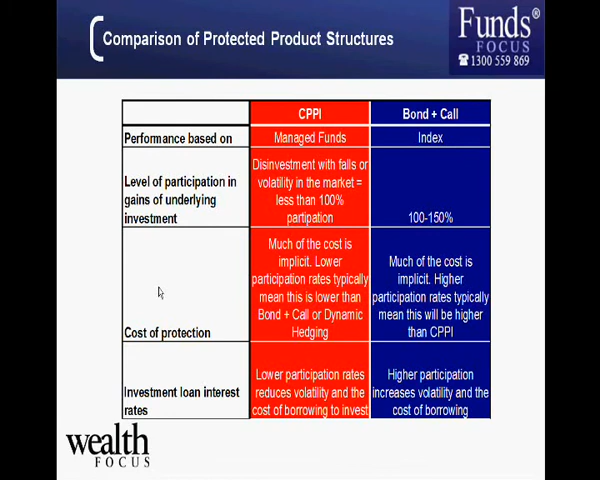 Comparison of Protected Product Structures
Funds®
FOCUS
☎1300 559 869
CPPI
Bond + Call
Performance based on
Managed Funds
Index
Level of participation in
gains of underlying
investment
Disinvestment with falls or
volatility in the market =
less than 100%
partipation
100-150%
Cost of protection
Much of the cost is
implicit. Lower
participation rates typically
mean this is lower than
Bond + Call or Dynamic
Hedging
Much of the cost is
implicit. Higher
participation rates typically
mean this will be higher
than CPPI
Investment loan interest
rates
Lower participation rates
reduces volatility and the
cost of borrowing to invest
Higher participation
increases volatility and the
cost of borrowing
wealth
FOCUS